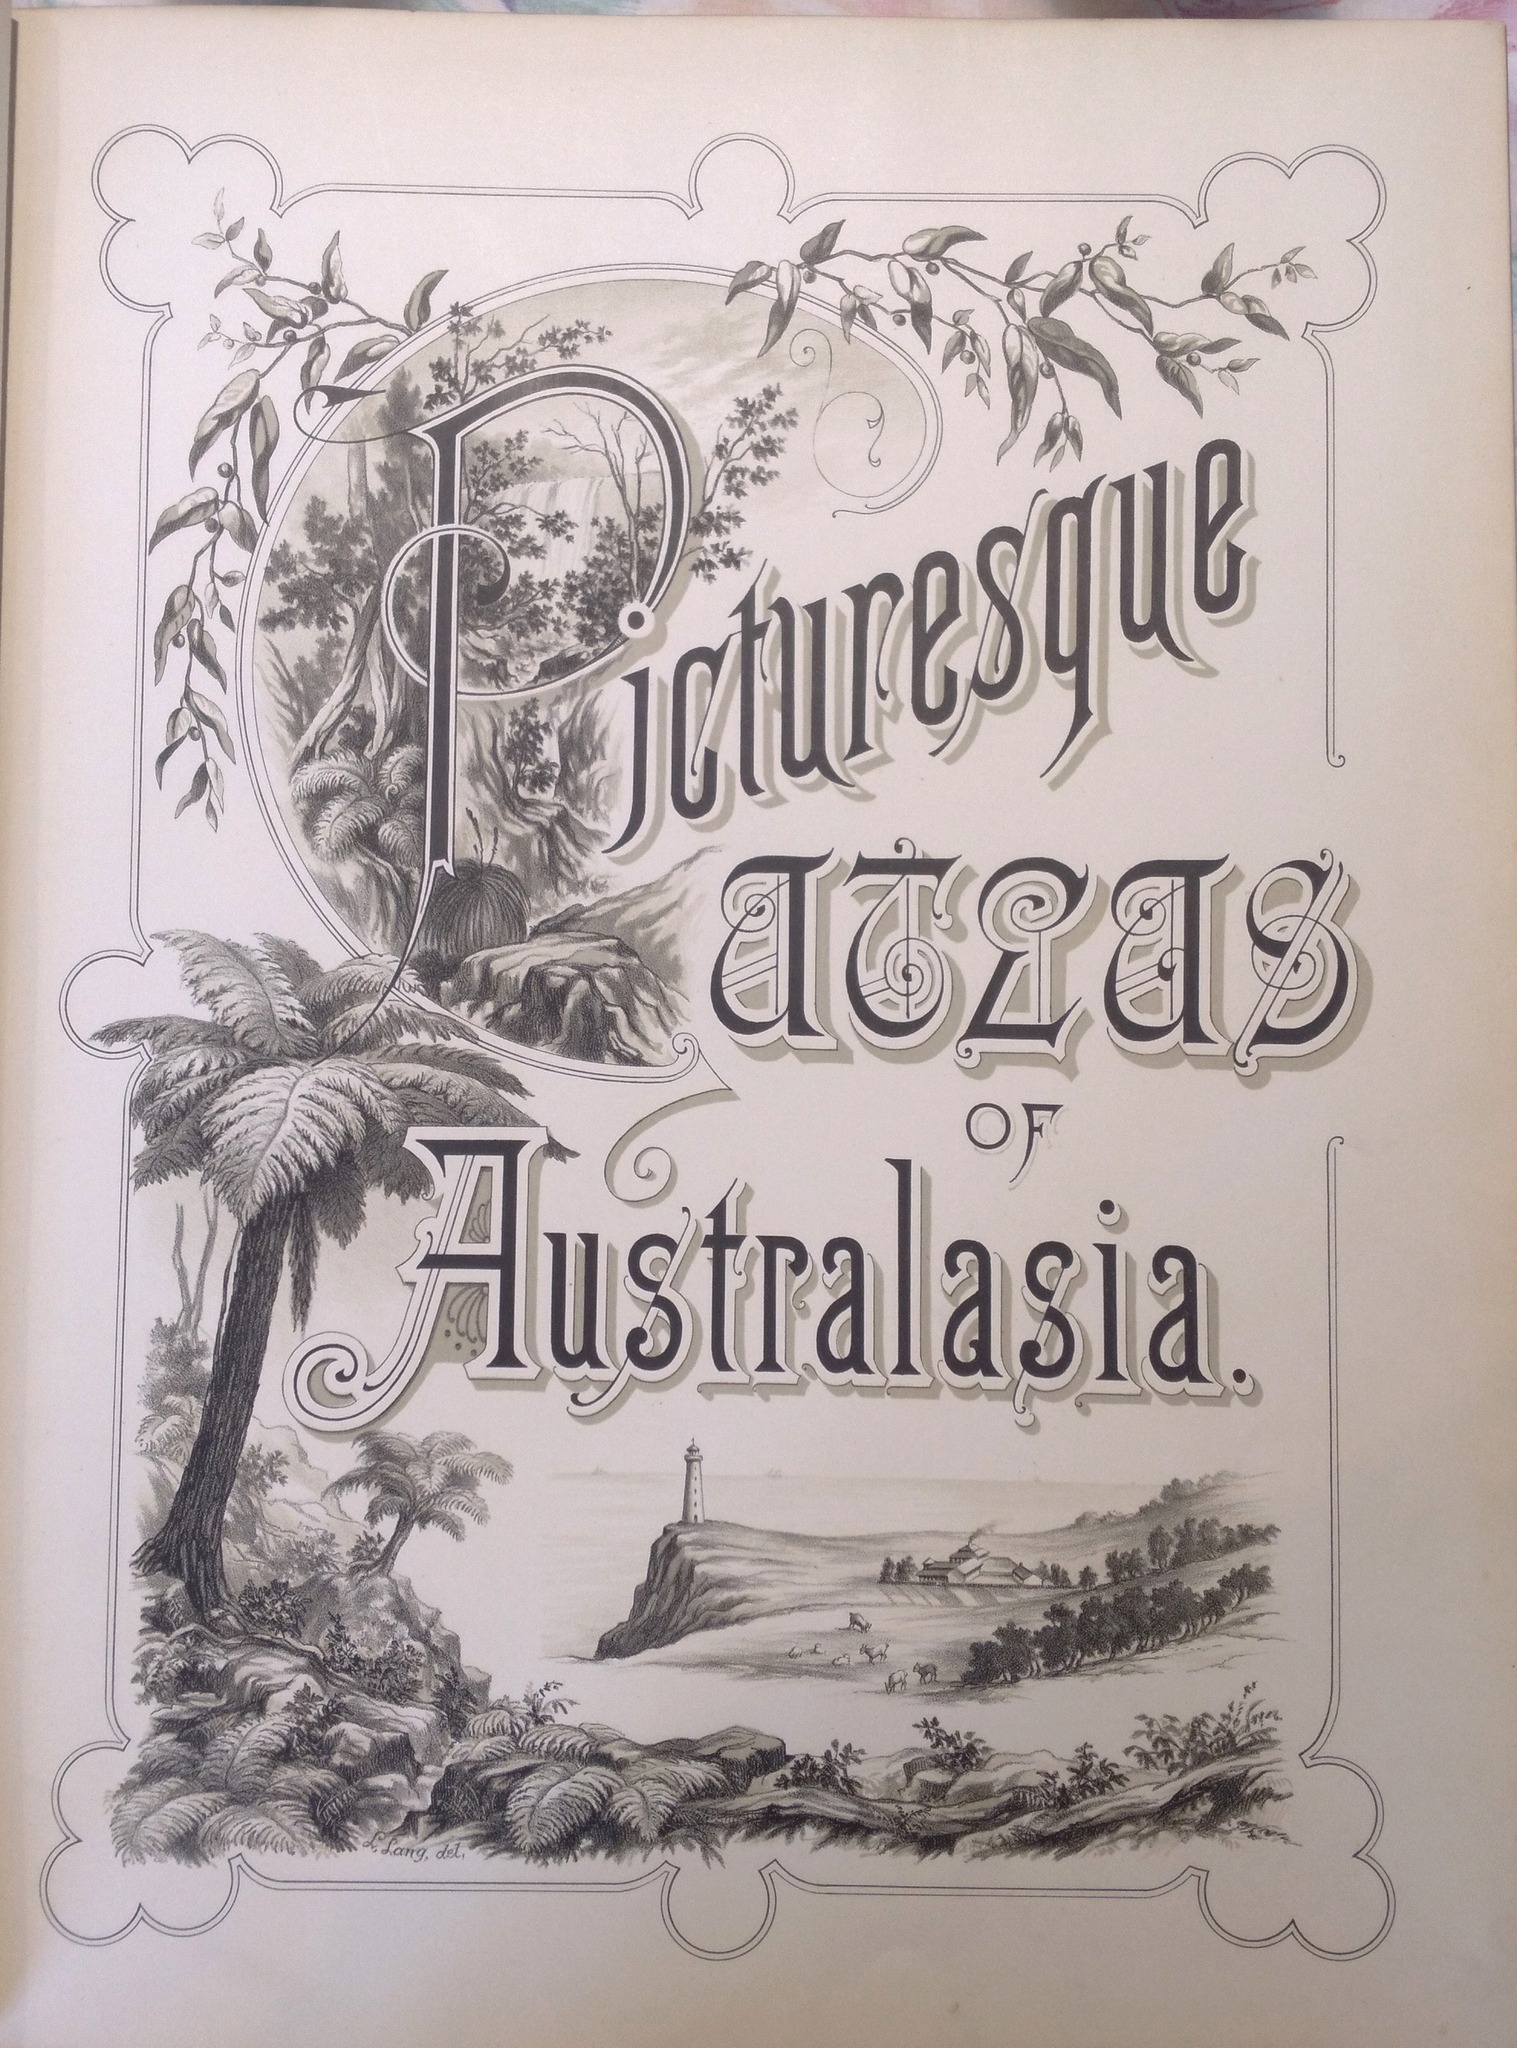 Picturesque
ATLAS
OF
Australasia.
L. Lang, del.